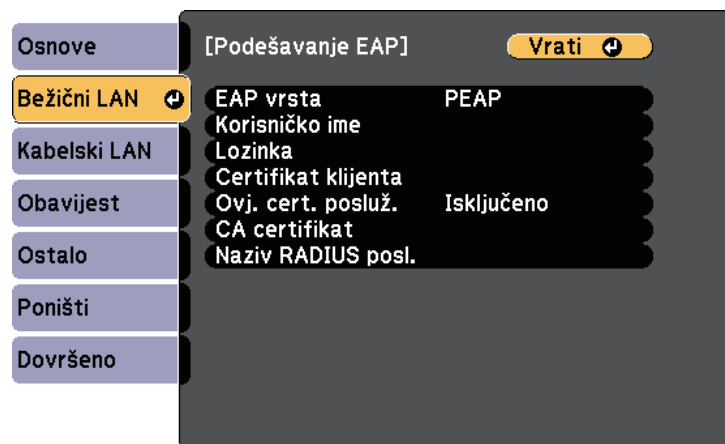 Osnove
Bežični LAN
Kabelski LAN
Obavijest
Ostalo
Poništi
Dovršeno
[Podešavanje EAP]
Vrati
EAP vrsta PEAP
Korisničko ime
Lozinka
Certifikat klijenta
Ovj. cert. posluž. Isključeno
CA certifikat
Naziv RADIUS posl.